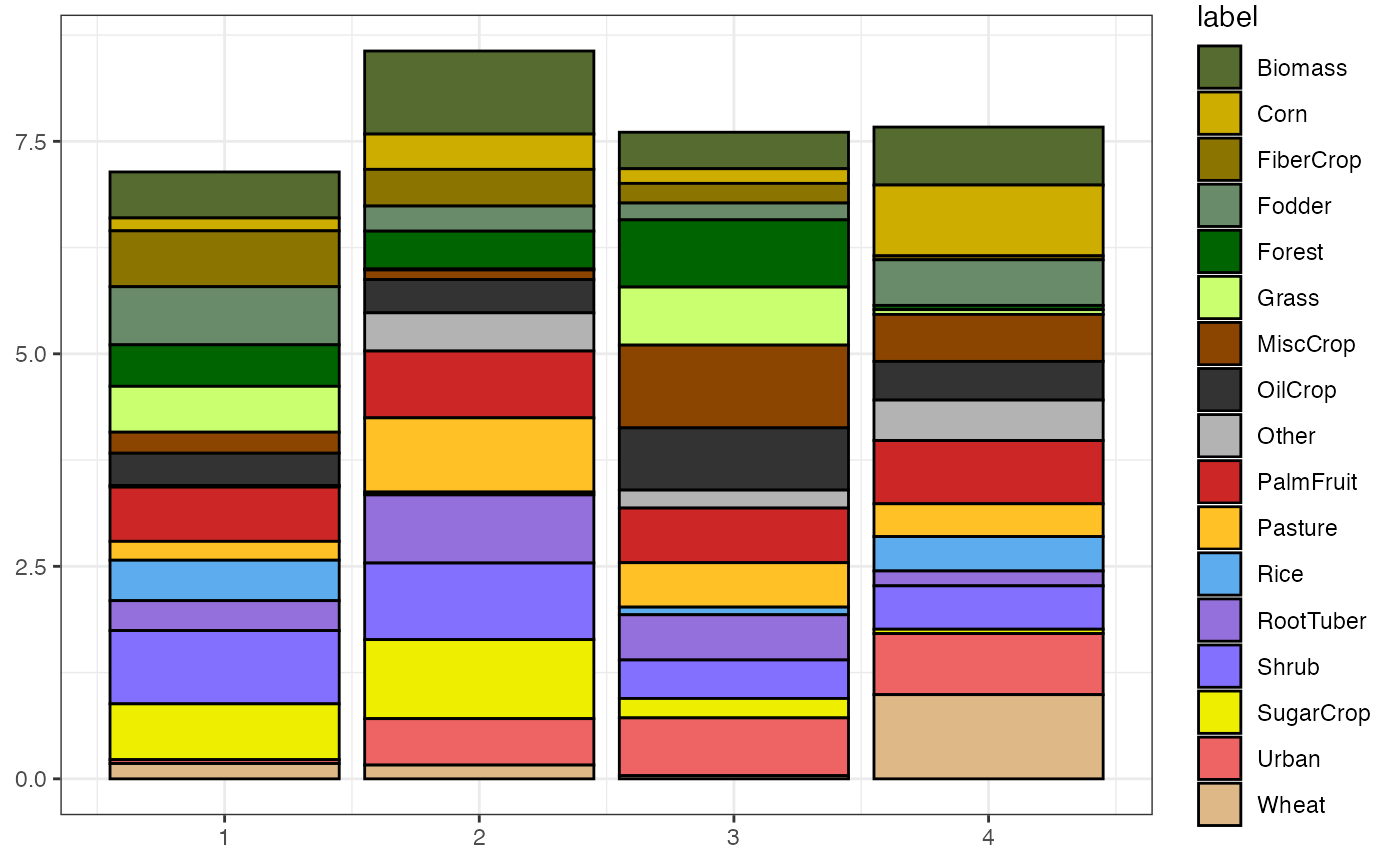 7.5
5.0
2.5
0.0
1 2 3 4
label
Biomass
Corn
FiberCrop
Fodder
Forest
Grass
MiscCrop
OilCrop
Other
PalmFruit
Pasture
Rice
RootTuber
Shrub
SugarCrop
Urban
Wheat